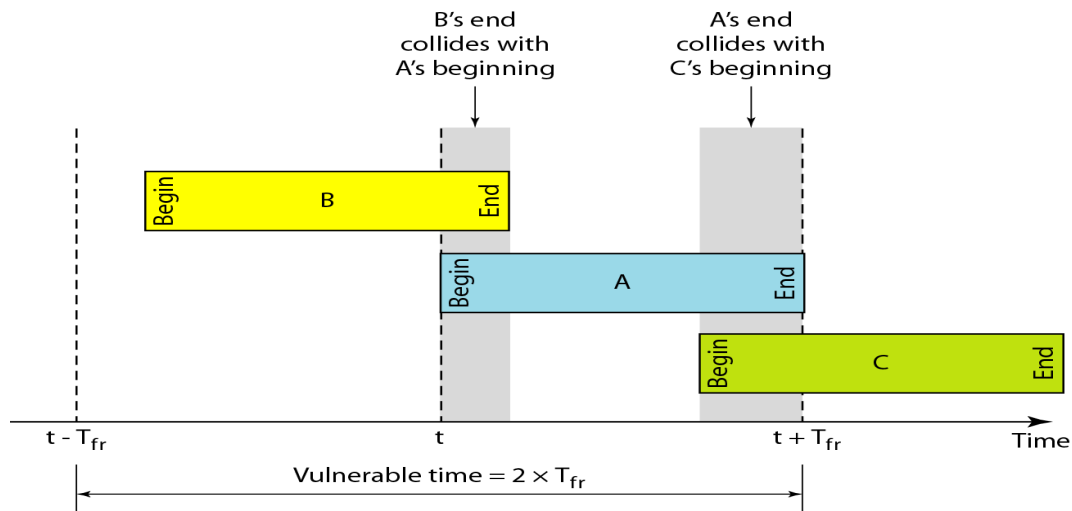 B's end
collides with
A's beginning
A's end
collides with
C's beginning
Begin
B
End
Begin
A
End
Begin
C
End
t - Tfr
t
t + Tfr
Time
Vulnerable time = 2 × Tfr